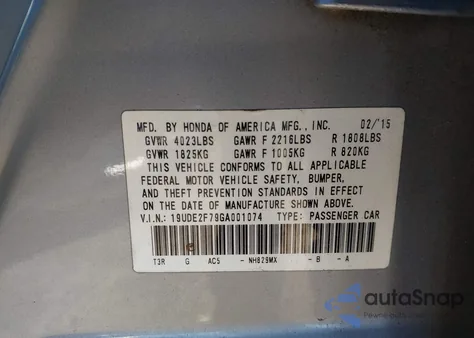 MFD. BY HONDA OF AMERICA MFG., INC. 02/'15
GVWR 4023LBS GAWR F 2216LBS R 1808LBS
GVWR 1825KG GAWR F 1005KG R 820KG
THIS VEHICLE CONFORMS TO ALL APPLICABLE
FEDERAL MOTOR VEHICLE SAFETY, BUMPER,
AND THEFT PREVENTION STANDARDS IN EFFECT
ON THE DATE OF MANUFACTURE SHOWN ABOVE.
V.I.N.: 19UDE2F79GA001074 TYPE: PASSENGER CAR
T3R G AC5 - NH829MX - B - A
autoSnap